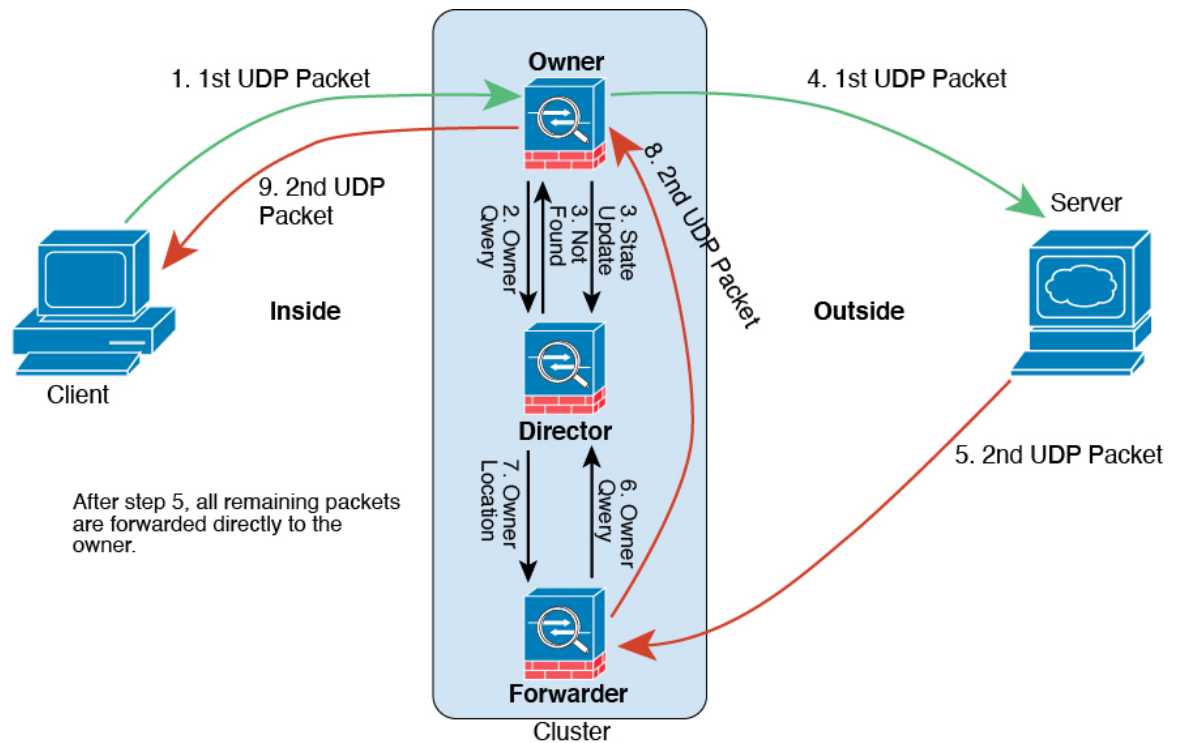 Owner
1. 1st UDP Packet
4. 1st UDP Packet
9. 2nd UDP
Packet
2. Owner
Qwery
3. Not
Found
3. State
Update
8. 2nd UDP Packet
Server
Inside
Outside
Client
Director
5. 2nd UDP Packet
7. Owner
Location
6. Owner
Qwery
After step 5, all remaining packets
are forwarded directly to the
owner.
Forwarder
Cluster